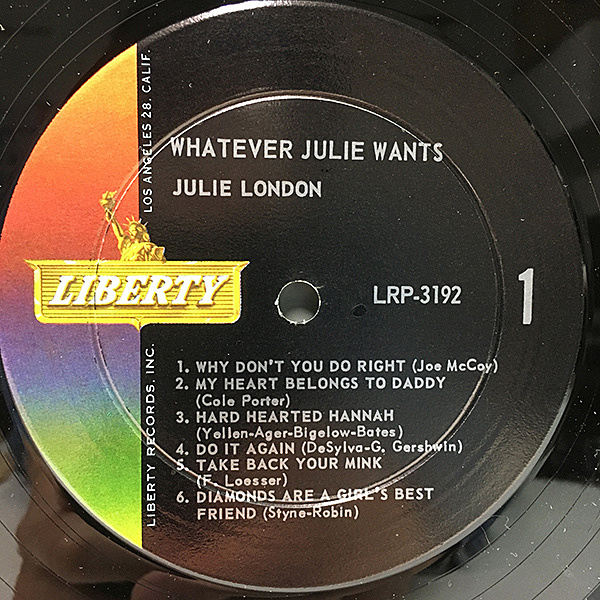 WHATEVER JULIE WANTS
JULIE LONDON
LIBERTY
LRP-3192
1
1. WHY DON'T YOU DO RIGHT (Joe McCoy)
2. MY HEART BELONGS TO DADDY
(Cole Porter)
3. HARD HEARTED HANNAH
(Yellen-Ager-Bigelow-Bates)
4. DO IT AGAIN (DeSylva-G. Gershwin)
5. TAKE BACK YOUR MINK
(F. Loesser)
6. DIAMONDS ARE A GIRL'S BEST
FRIEND (Styne-Robin)
LIBERTY RECORDS, INC. LOS ANGELES 28, CALIF.